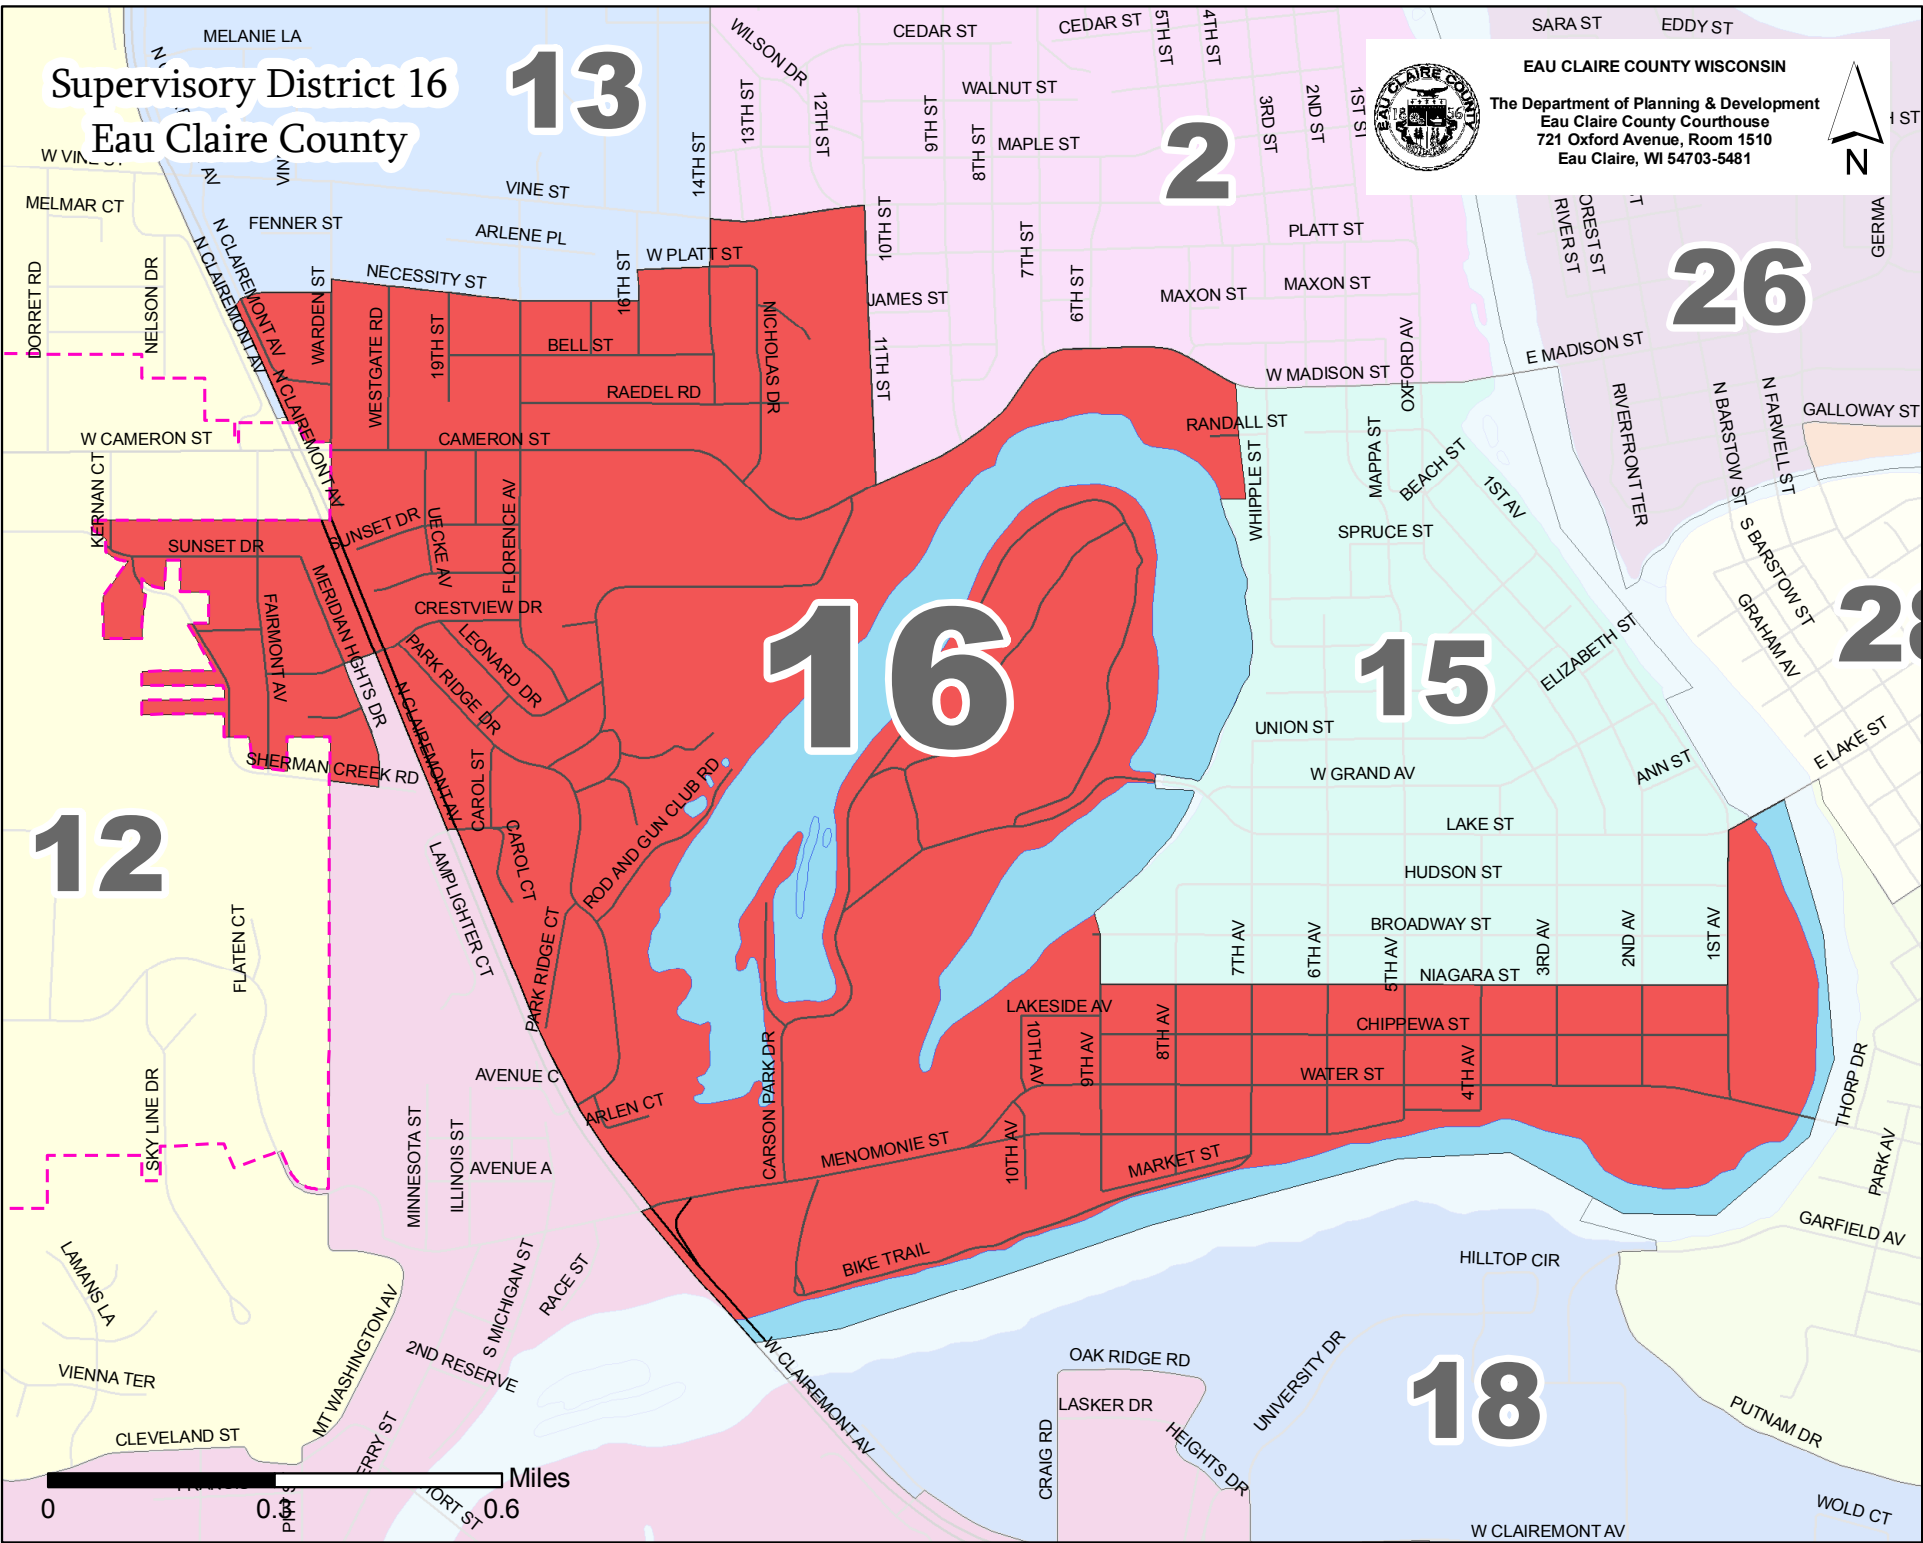 Supervisory District 16
Eau Claire County
EAU CLAIRE COUNTY WISCONSIN
The Department of Planning & Development
Eau Claire County Courthouse
721 Oxford Avenue, Room 1510
Eau Claire, WI 54703-5481
EAU CLAIRE COUNTY
N
13
2
26
16
15
12
18
MELANIE LA
WILSON DR
CEDAR ST
CEDAR ST
5TH ST
4TH ST
SARA ST
EDDY ST
WALNUT ST
13TH ST
12TH ST
9TH ST
8TH ST
MAPLE ST
3RD ST
2ND ST
14TH ST
VINE ST
AV
MELMAR CT
FENNER ST
ARLENE PL
10TH ST
7TH ST
PLATT ST
RIVER ST
N CLAIREMONT AV
N CLAIREMONT AV
NECESSITY ST
16TH ST
W PLATT ST
DORRET RD
NELSON DR
WARDEN ST
WESTGATE RD
19TH ST
BELL ST
NICHOLAS DR
JAMES ST
6TH ST
MAXON ST
MAXON ST
OXFORD AV
E MADISON ST
RAEDEL RD
11TH ST
W MADISON ST
N CLAIREMONT AV
RANDALL ST
MAPPA ST
BEACH ST
RIVERFRONT TER
N BARSTOW ST
N FARWELL ST
GALLOWAY ST
W CAMERON ST
CAMERON ST
WHIPPLE ST
1ST AV
KERNAN CT
SUNSET DR
SUNSET DR
UECKE AV
FLORENCE AV
SPRUCE ST
S BARSTOW ST
GRAHAM AV
MERIDIAN HGHTS DR
FAIRMONT AV
CRESTVIEW DR
LEONARD DR
PARK RIDGE DR
ELIZABETH ST
N CLAIREMONT AV
UNION ST
W GRAND AV
ANN ST
E LAKE ST
SHERMAN CREEK RD
CAROL ST
CAROL CT
ROD AND GUN CLUB RD
LAKE ST
HUDSON ST
LAMPLIGHTER CT
PARK RIDGE CT
FLATEN CT
BROADWAY ST
7TH AV
6TH AV
5TH AV
3RD AV
2ND AV
1ST AV
NIAGARA ST
LAKESIDE AV
10TH AV
9TH AV
8TH AV
CHIPPEWA ST
WATER ST
4TH AV
THORP DR
SKY LINE DR
AVENUE C
ARLEN CT
CARSON PARK DR
MINNESOTA ST
ILLINOIS ST
AVENUE A
MENOMONIE ST
10TH AV
MARKET ST
PARK AV
GARFIELD AV
LAMANS LA
S MICHIGAN ST
RACE ST
BIKE TRAIL
HILLTOP CIR
MT WASHINGTON AV
2ND RESERVE
VIENNA TER
W CLAIREMONT AV
OAK RIDGE RD
LASKER DR
UNIVERSITY DR
CLEVELAND ST
CRAIG RD
HEIGHTS DR
PUTNAM DR
WOLD CT
W CLAIREMONT AV
Miles
0
0.3
0.6